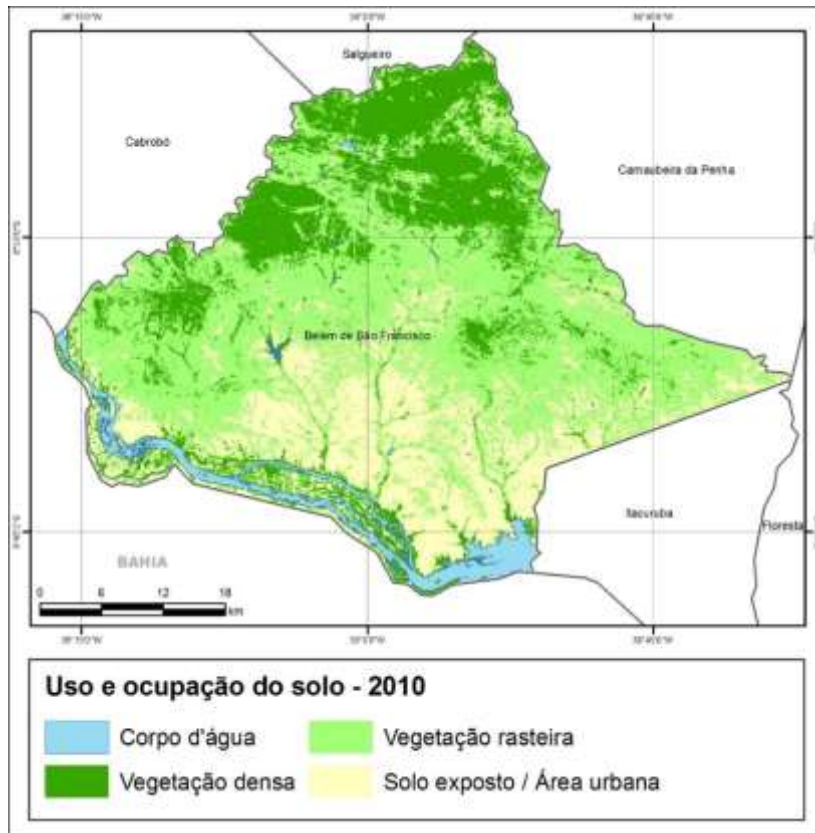 Salgueiro
Cabrobó
Carnaubeira da Penha
Belém de São Francisco
Itacuruba
Floresta
BAHIA
0 6 12 18
km
Uso e ocupação do solo - 2010
Corpo d'água
Vegetação rasteira
Vegetação densa
Solo exposto / Área urbana